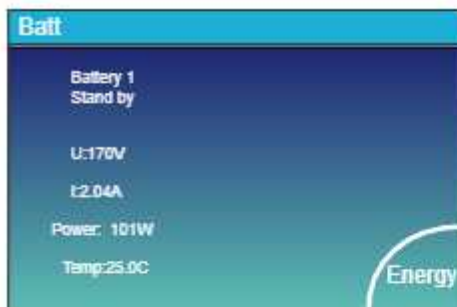 Batt
Battery 1
Stand by
U:170V
I:2.04A
Power: 101W
Temp:25.0C
Energy